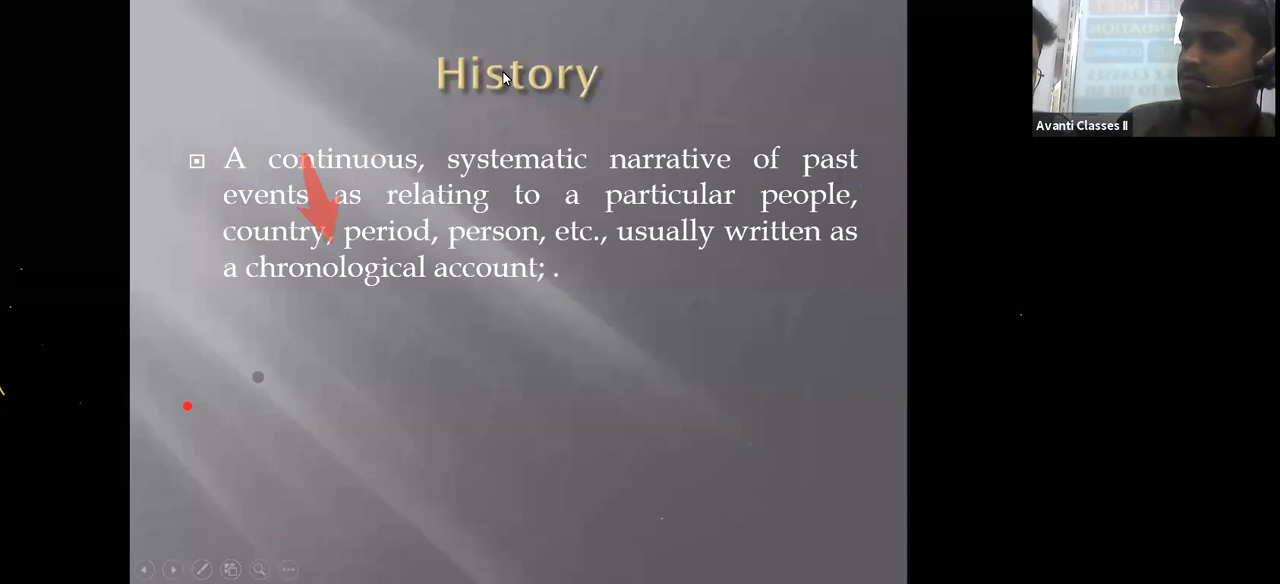 History
A continuous, systematic narrative of past
events as relating to a particular people,
country, period, person, etc., usually written as
a chronological account; .
Avanti Classes II